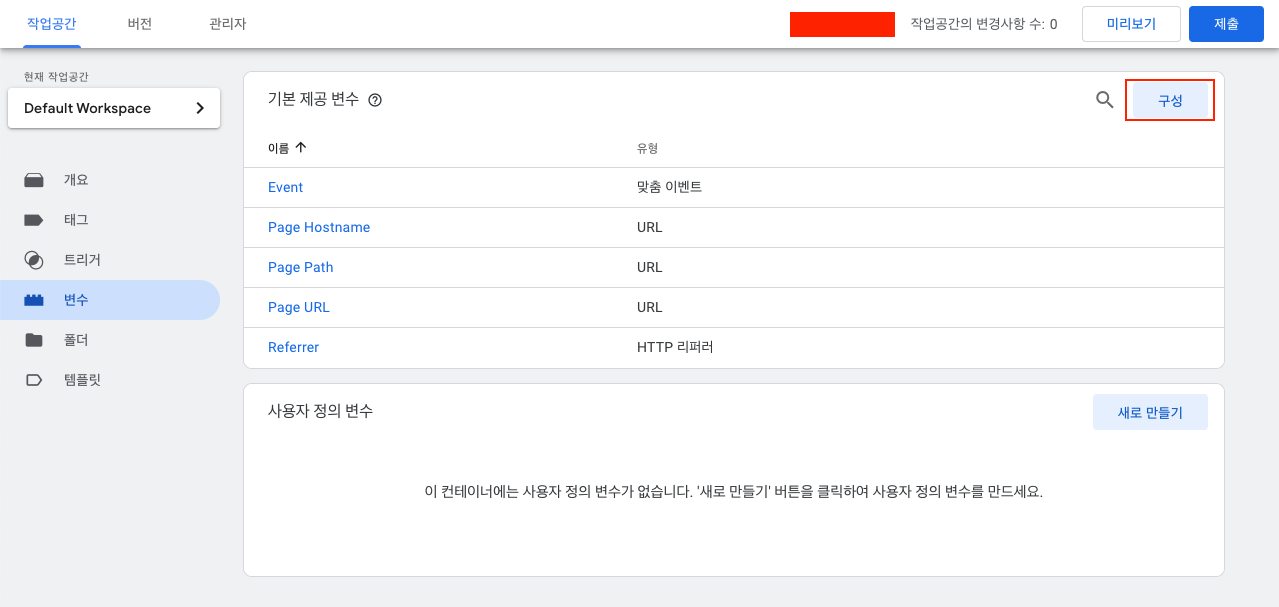 작업공간 버전 관리자 작업공간의 변경사항 수: 0 미리보기 제출
현재 작업공간
Default Workspace
개요
태그
트리거
변수
폴더
템플릿
기본 제공 변수 구성
이름 유형
Event 맞춤 이벤트
Page Hostname URL
Page Path URL
Page URL URL
Referrer HTTP 리퍼러
사용자 정의 변수 새로 만들기
이 컨테이너에는 사용자 정의 변수가 없습니다. '새로 만들기' 버튼을 클릭하여 사용자 정의 변수를 만드세요.